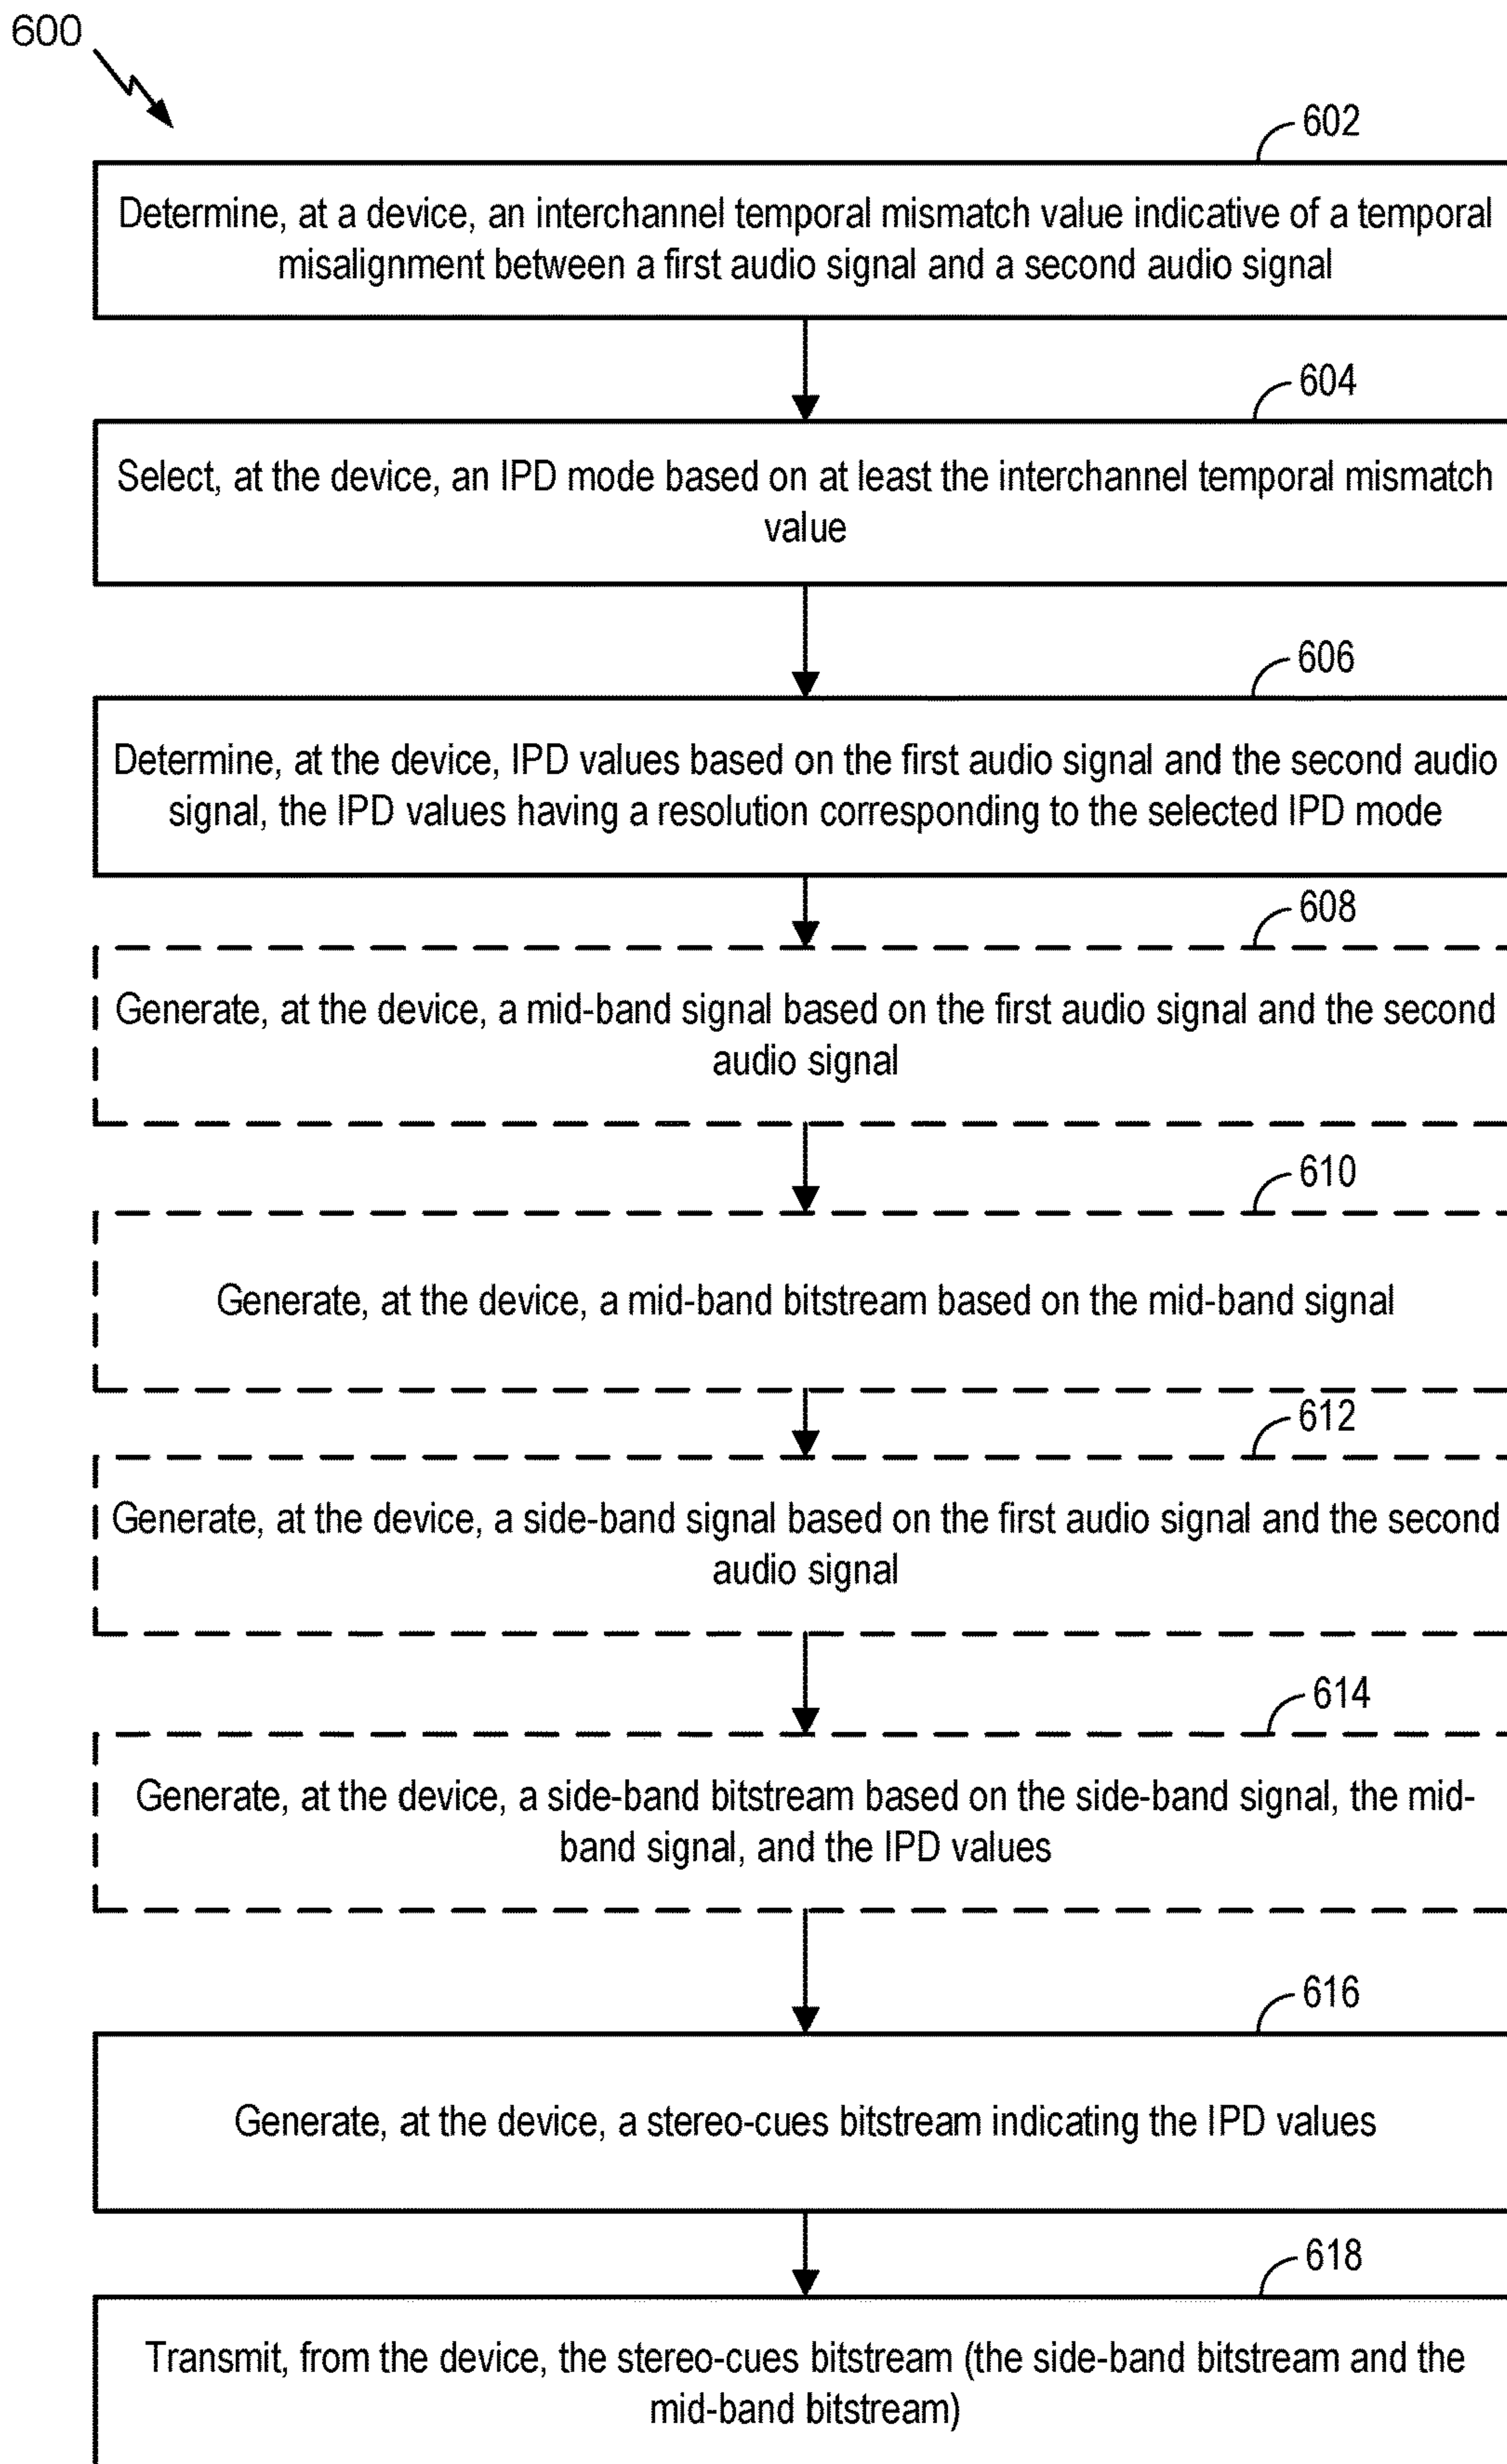 600
602
Determine, at a device, an interchannel temporal mismatch value indicative of a temporal
misalignment between a first audio signal and a second audio signal
604
Select, at the device, an IPD mode based on at least the interchannel temporal mismatch
value
606
Determine, at the device, IPD values based on the first audio signal and the second audio
signal, the IPD values having a resolution corresponding to the selected IPD mode
608
Generate, at the device, a mid-band signal based on the first audio signal and the second
audio signal
610
Generate, at the device, a mid-band bitstream based on the mid-band signal
612
Generate, at the device, a side-band signal based on the first audio signal and the second
audio signal
614
Generate, at the device, a side-band bitstream based on the side-band signal, the mid-
band signal, and the IPD values
616
Generate, at the device, a stereo-cues bitstream indicating the IPD values
618
Transmit, from the device, the stereo-cues bitstream (the side-band bitstream and the
mid-band bitstream)